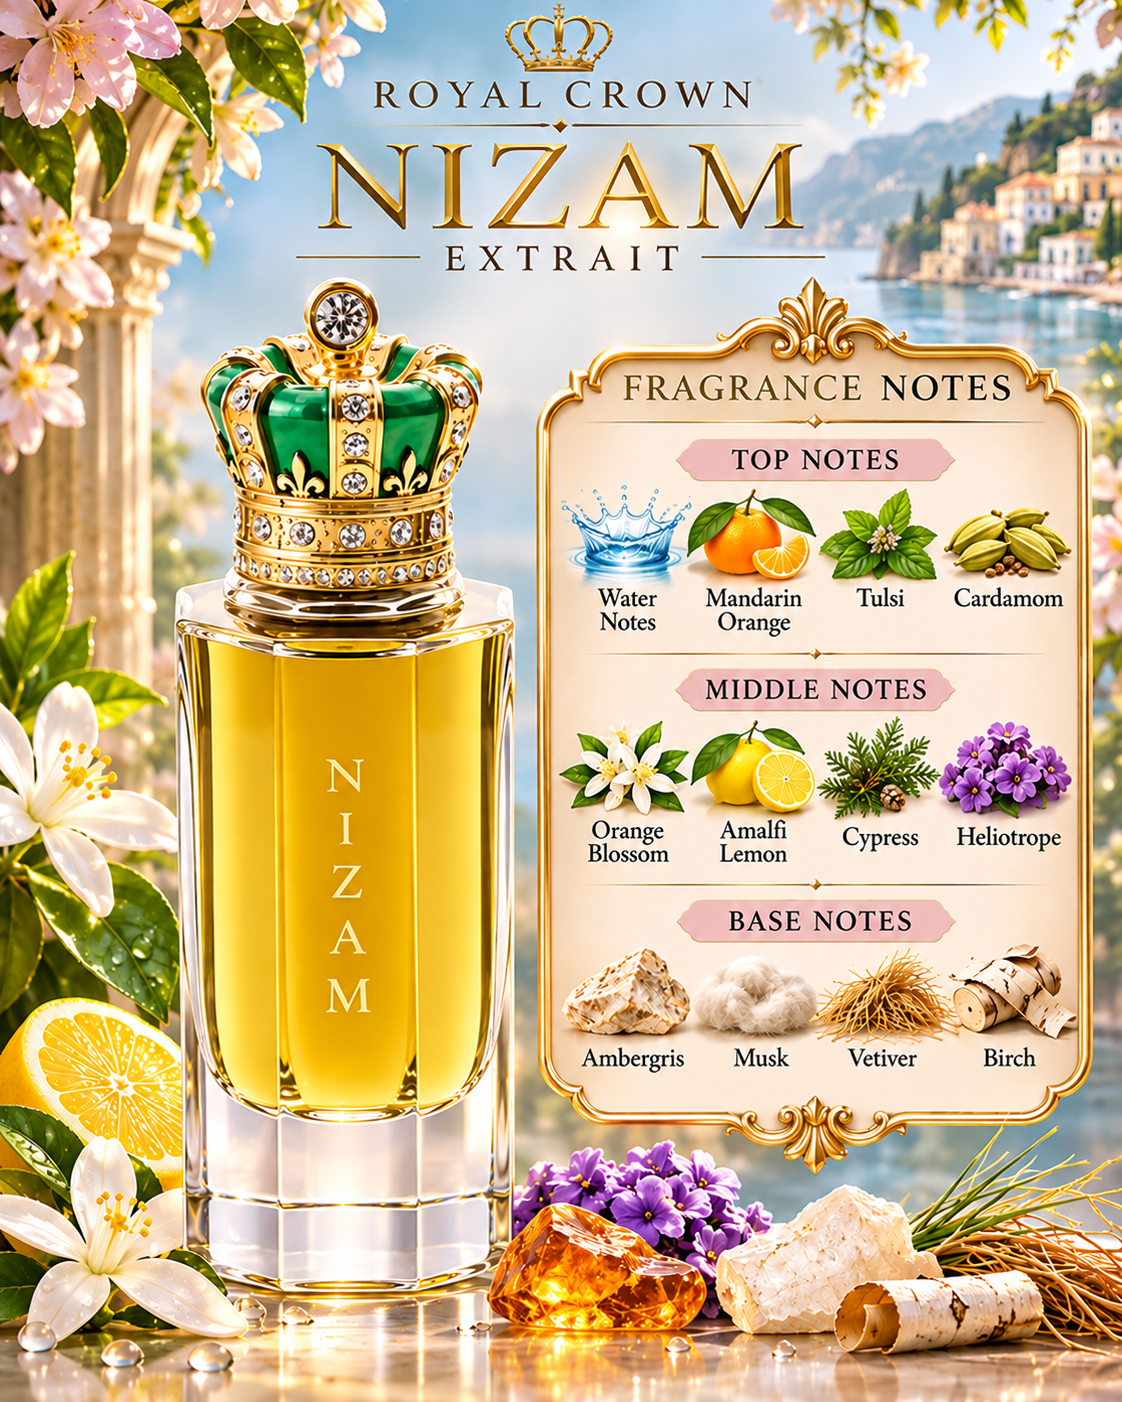 ROYAL CROWN
NIZAM
EXTRAIT
FRAGRANCE NOTES
TOP NOTES
Water Notes
Mandarin Orange
Tulsi
Cardamom
MIDDLE NOTES
Orange Blossom
Amalfi Lemon
Cypress
Heliotrope
BASE NOTES
Ambergris
Musk
Vetiver
Birch
NIZAM